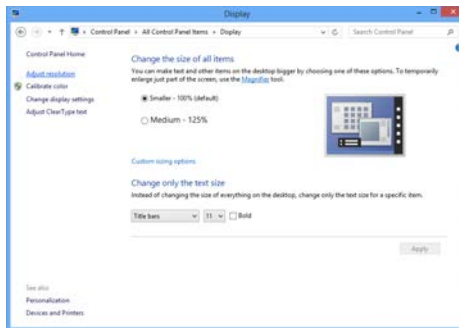 Display
Control Panel ▸ All Control Panel Items ▸ Display
Search Control Panel
Control Panel Home
Adjust resolution
Calibrate color
Change display settings
Adjust ClearType text
Change the size of all items
You can make text and other items on the desktop bigger by choosing one of these options. To temporarily
enlarge just part of the screen, use the Magnifier tool.
Smaller - 100% (default)
Medium - 125%
Custom sizing options
Change only the text size
Instead of changing the size of everything on the desktop, change only the text size for a specific item.
Title bars 11 Bold
Apply
See also
Personalization
Devices and Printers